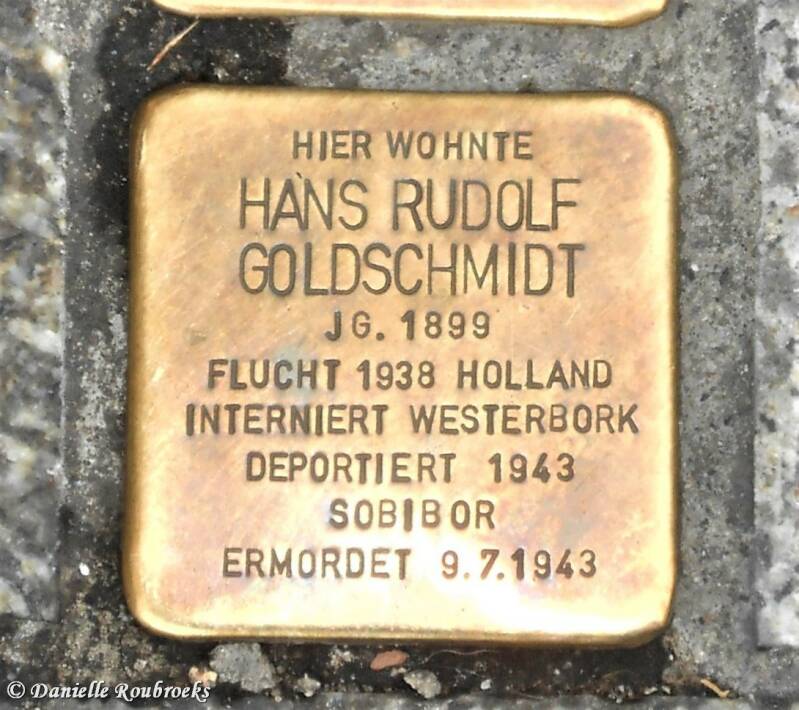 HIER WOHNTE
HANS RUDOLF
GOLDSCHMIDT
JG. 1899
FLUCHT 1938 HOLLAND
INTERNIERT WESTERBORK
DEPORTIERT 1943
SOBIBOR
ERMORDET 9.7.1943
© Danielle Roubroeks